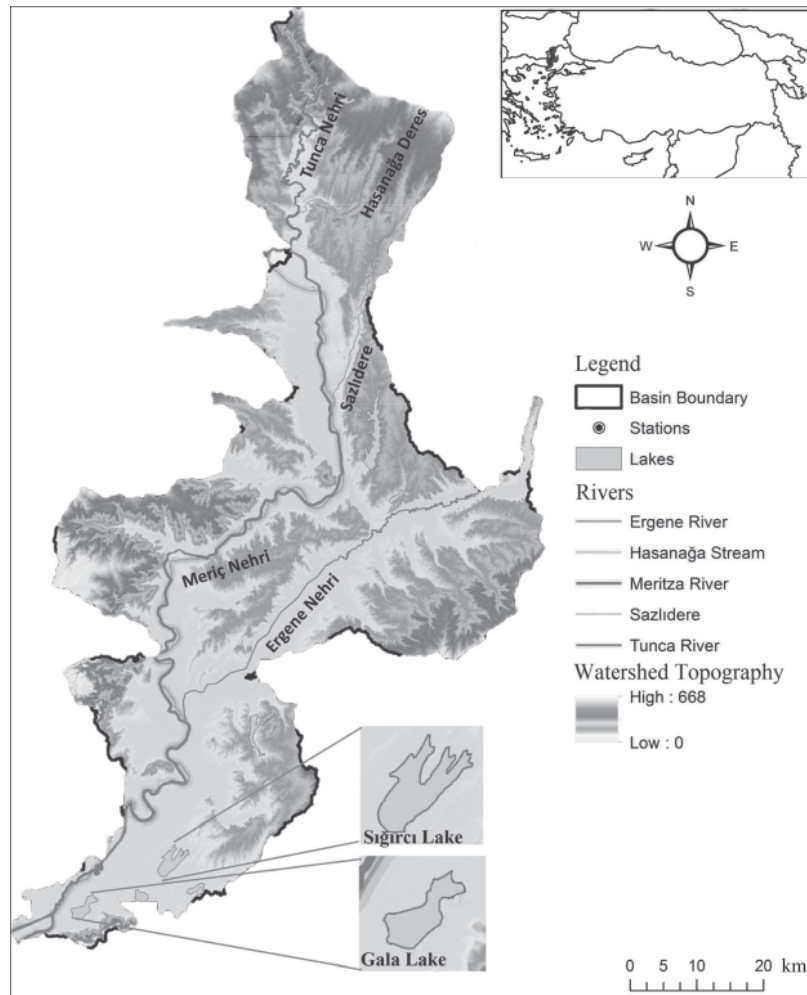 Tunca Nehri
Hasanağa Deres
N
W E
S
Sazlıdere
Legend
Basin Boundary
Stations
Lakes
Rivers
Ergene River
Hasanağa Stream
Meritza River
Sazlıdere
Tunca River
Watershed Topography
High : 668
Low : 0
Meriç Nehri
Ergene Nehri
Sığırcı Lake
Gala Lake
0 5 10 20 km